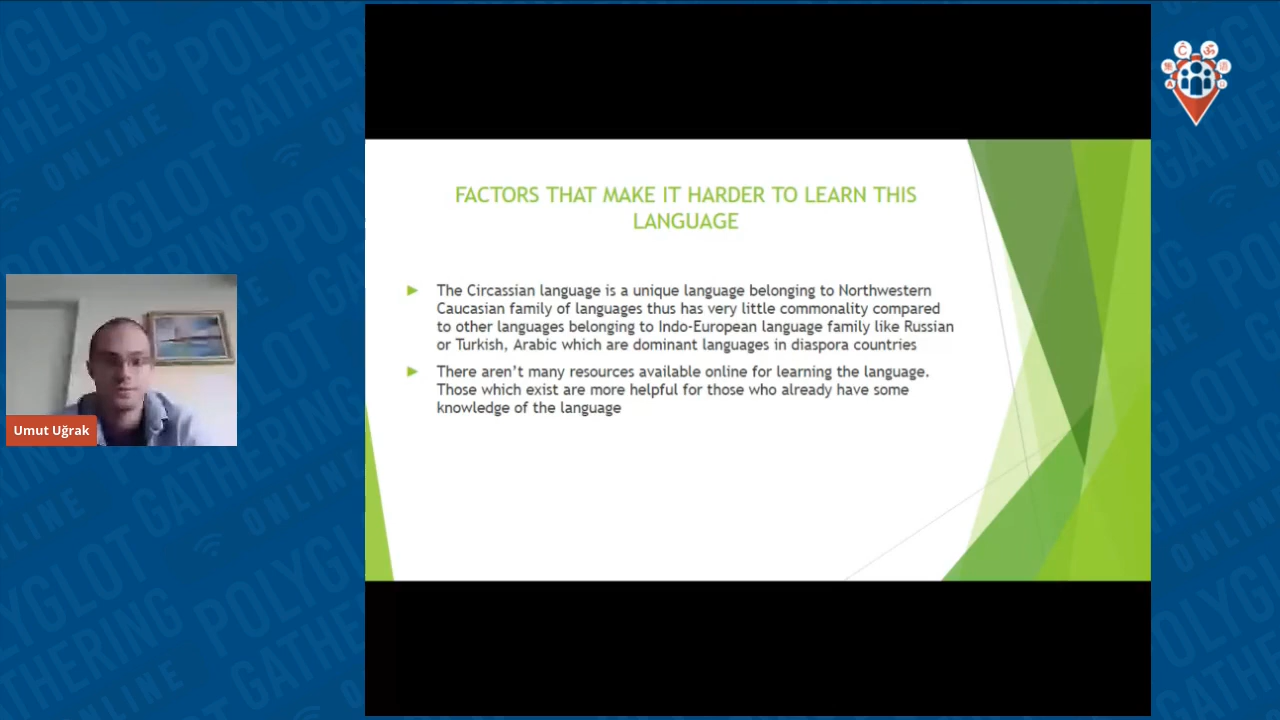 FACTORS THAT MAKE IT HARDER TO LEARN THIS
LANGUAGE
The Circassian language is a unique language belonging to Northwestern
Caucasian family of languages thus has very little commonality compared
to other languages belonging to Indo-European language family like Russian
or Turkish, Arabic which are dominant languages in diaspora countries
There aren't many resources available online for learning the language.
Those which exist are more helpful for those who already have some
knowledge of the language
Umut Uğrak
POLYGLOT
GATHERING
ONLINE